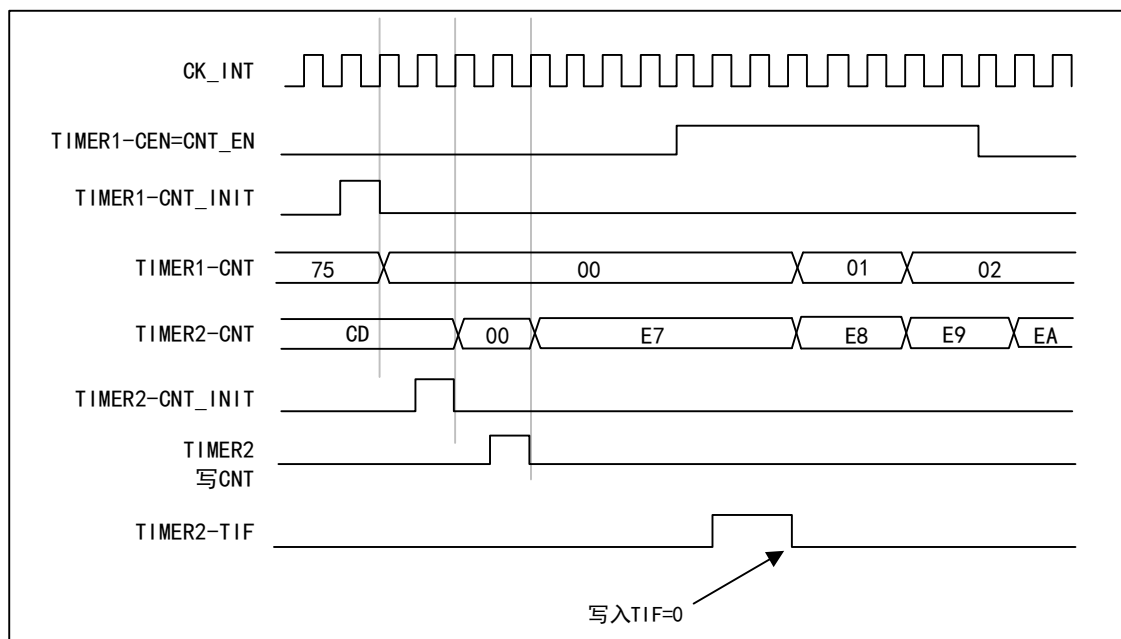 CK_INT
TIMER1-CEN=CNT_EN
TIMER1-CNT_INIT
TIMER1-CNT 75 00 01 02
TIMER2-CNT CD 00 E7 E8 E9 EA
TIMER2-CNT_INIT
TIMER2
写CNT
TIMER2-TIF
写入TIF=0